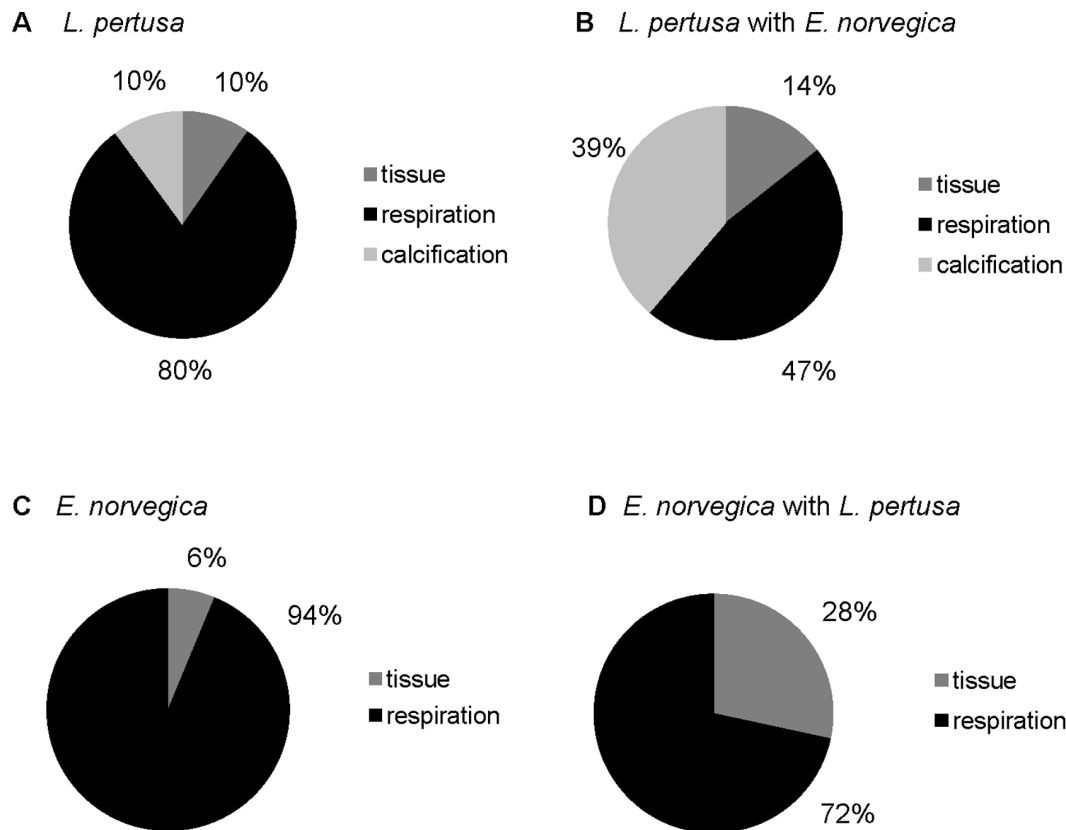 A L. pertusa
10% 10%
tissue
respiration
calcification
80%
B L. pertusa with E. norvegica
14%
39%
tissue
respiration
calcification
47%
C E. norvegica
6%
94%
tissue
respiration
D E. norvegica with L. pertusa
28%
tissue
respiration
72%